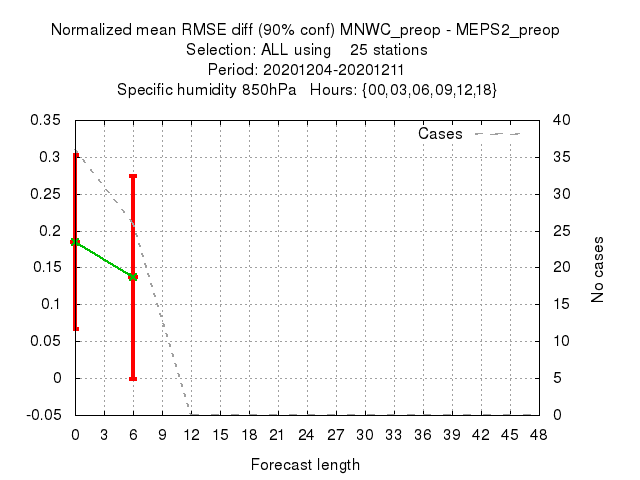 Normalized mean RMSE diff (90% conf) MNWC_preop - MEPS2_preop
Selection: ALL using    25 stations
Period: 20201204-20201211
Specific humidity 850hPa   Hours: {00,03,06,09,12,18}
Cases
0.35
0.3
0.25
0.2
0.15
0.1
0.05
0
-0.05
40
35
30
25
20
15
10
5
0
No cases
0 3 6 9 12 15 18 21 24 27 30 33 36 39 42 45 48
Forecast length